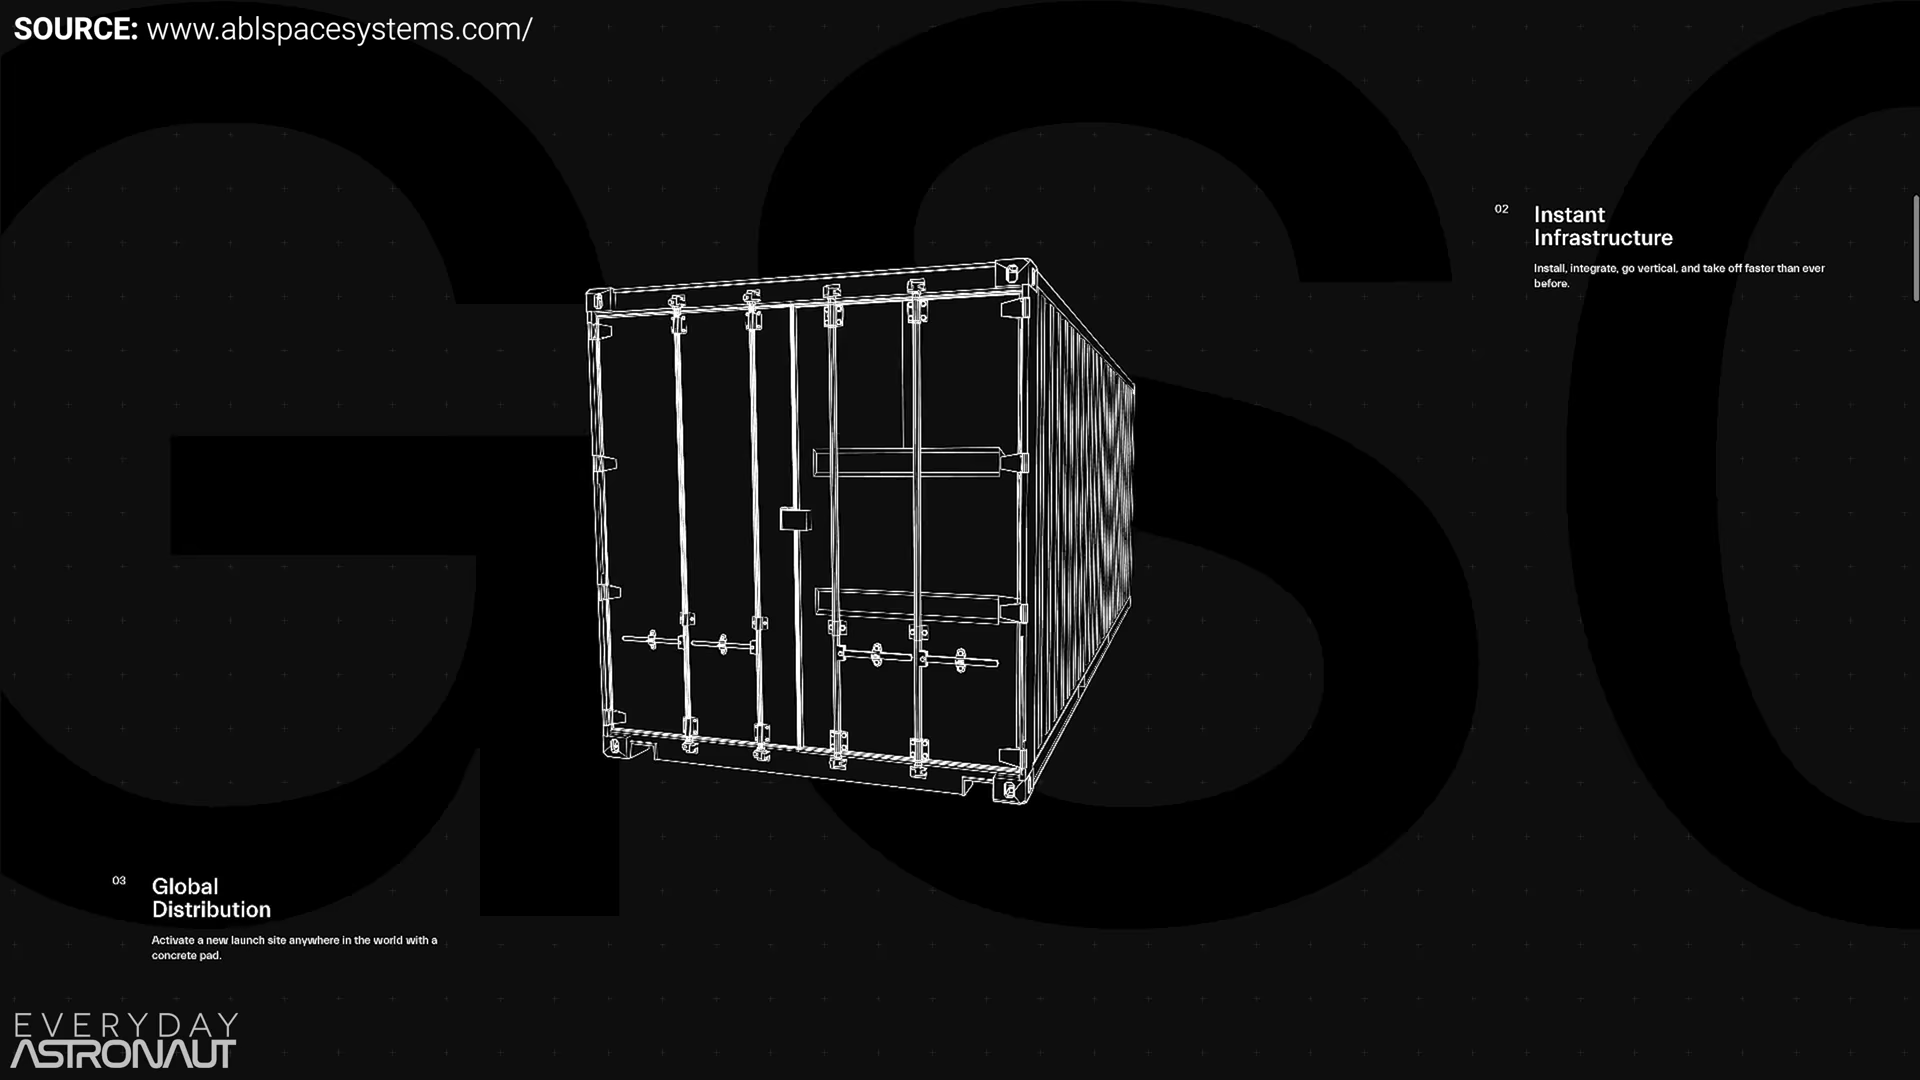 SOURCE: www.ablspacesystems.com/
GS0
02
Instant
Infrastructure
Install, integrate, go vertical, and take off faster than ever
before.
03
Global
Distribution
Activate a new launch site anywhere in the world with a
concrete pad.
EVERYDAY
ASTRONAUT